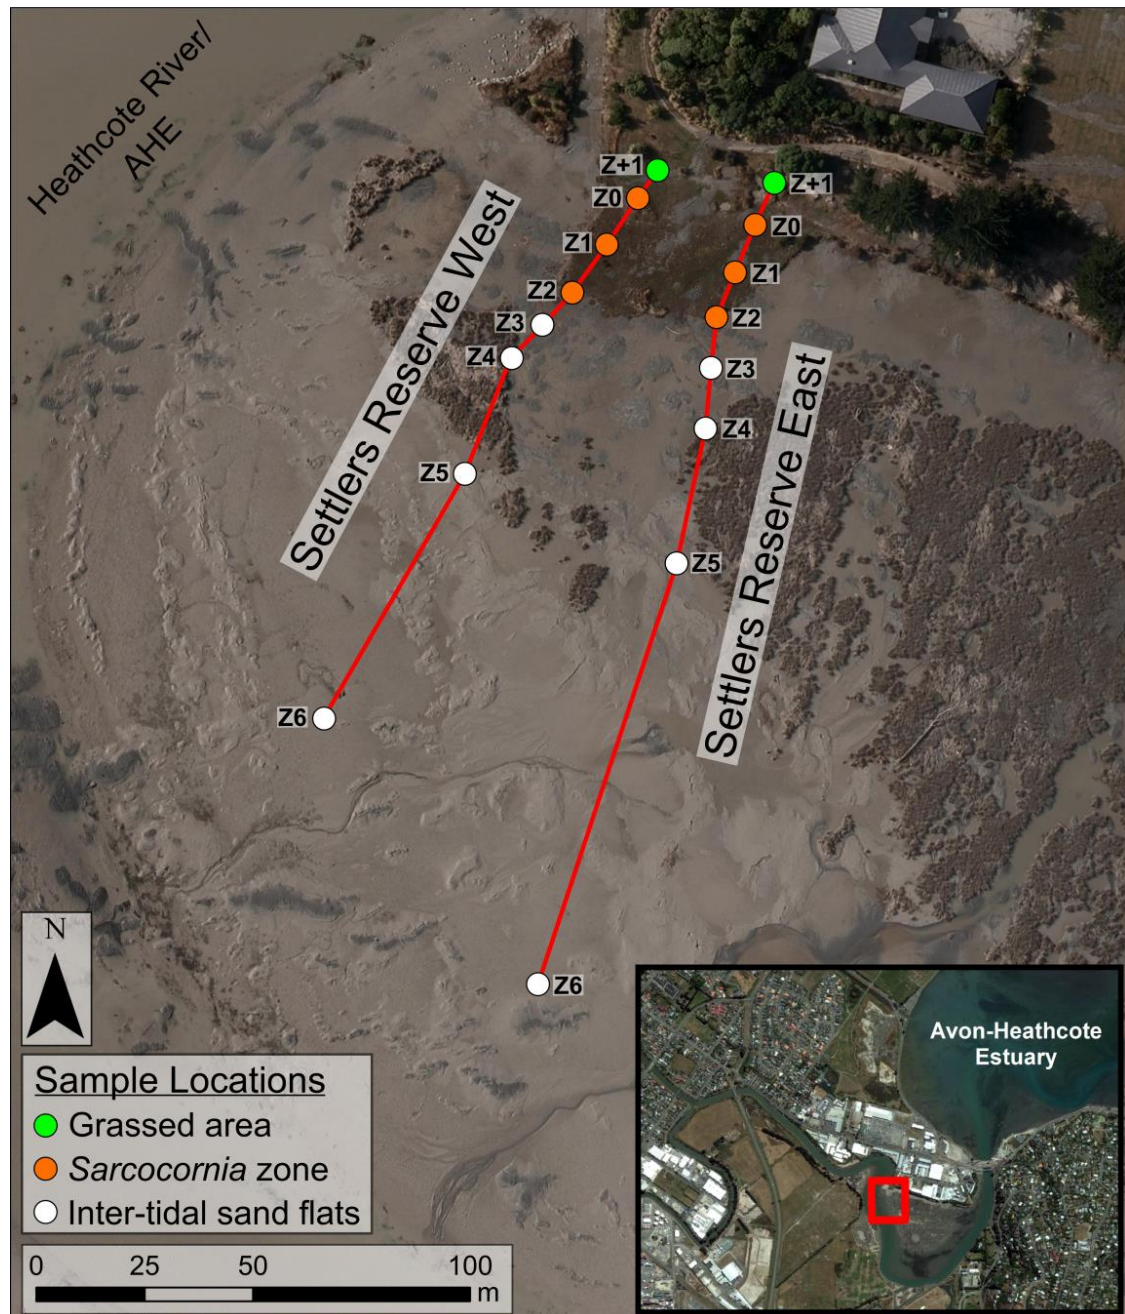 Heathcote River/
AHE
Settlers Reserve West
Z+1
Z0
Z1
Z2
Z3
Z4
Z5
Z6
Settlers Reserve East
Z+1
Z0
Z1
Z2
Z3
Z4
Z5
Z6
N
Sample Locations
Grassed area
Sarcocornia zone
Inter-tidal sand flats
0 25 50 100
m
Avon-Heathcote
Estuary